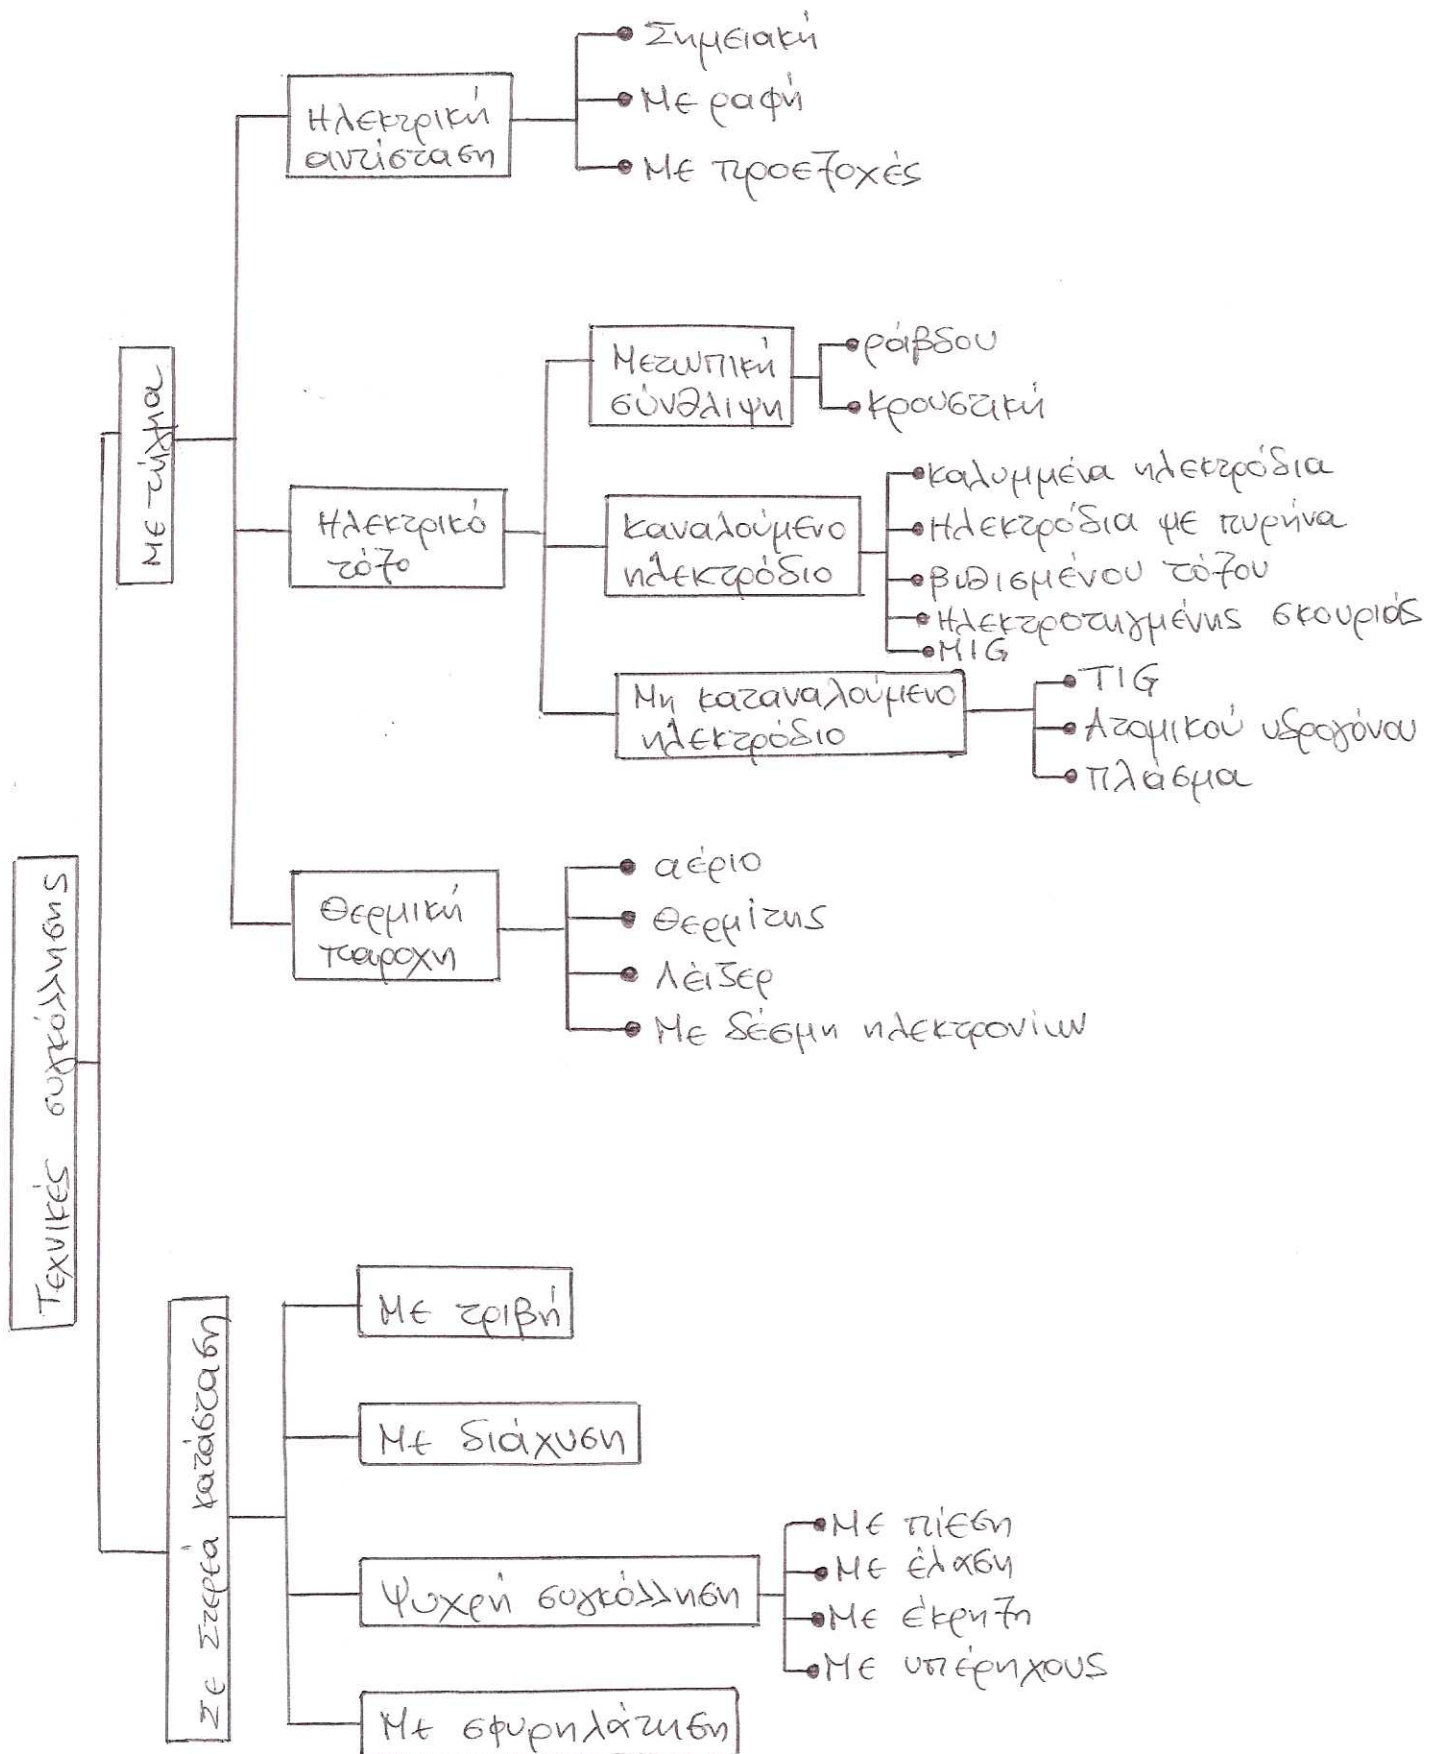 Σημειακή
Ηλεκτρική
αντίσταση
Με ραφή
Με προεξοχές
Με τήγμα
Μετωπική
σύνθλιψη
ράβδου
κρουστική
Ηλεκτρικό
τόξο
καναλούμενο
ηλεκτρόδιο
καλυμμένα ηλεκτρόδια
Ηλεκτρόδια με πυρήνα
βυθισμένου τόξου
Ηλεκτροτηγμένης σκουριάς
MIG
Μη καταναλούμενο
ηλεκτρόδιο
TIG
Ατομικού υδρογόνου
Πλάσμα
Τεχνικές συγκόλλησης
Θερμική
παροχη
αέριο
Θερμίτης
Λέιζερ
Με δέσμη ηλεκτρονίων
Σε Στερεά κατάσταση
Με τριβή
Με διάχυση
Ψυχρή συγκόλληση
Με πίεση
Με έλαση
Με έκρηξη
Με υπέρηχους
Με σφυρηλάτηση